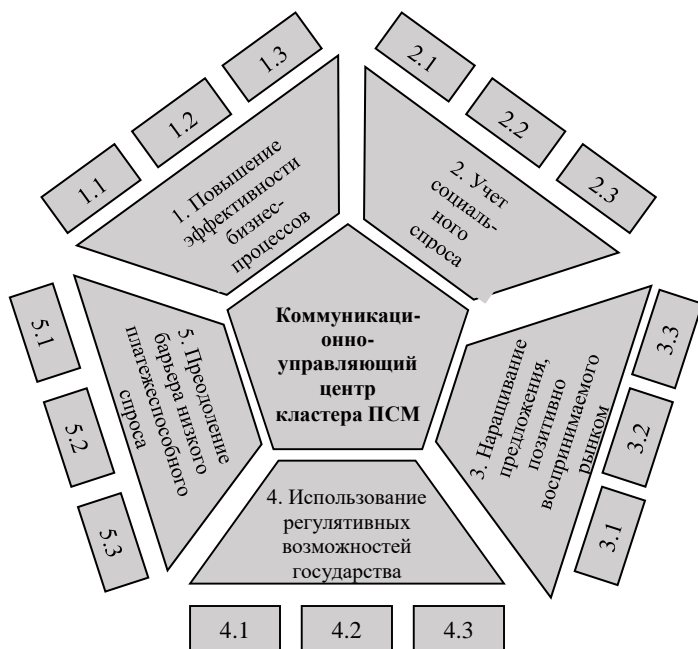 1.1
1.2
1.3
1. Повышение
эффективности
бизнес-
процессов
2.1
2.2
2.3
2. Учет
социаль-
ного
спроса
Коммуникаци-
онно-
управляющий
центр
кластера ПСМ
3.3
3.2
3.1
3. Наращивание
предложения,
позитивно
воспринимаемого
рынком
4. Использование
регулятивных
возможностей
государства
4.1
4.2
4.3
5.1
5.2
5.3
5. Преодоление
барьера низкого
платежеспособного
спроса